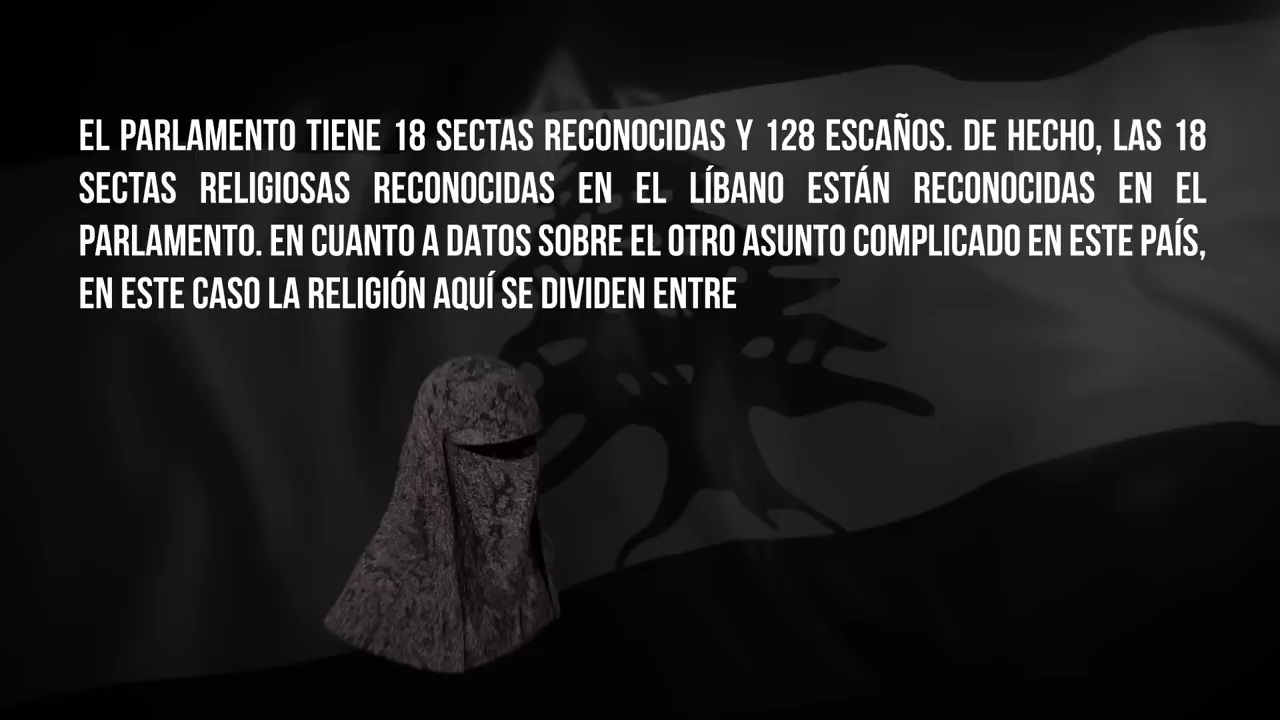 EL PARLAMENTO TIENE 18 SECTAS RECONOCIDAS Y 128 ESCAÑOS. DE HECHO, LAS 18
SECTAS RELIGIOSAS RECONOCIDAS EN EL LÍBANO ESTÁN RECONOCIDAS EN EL
PARLAMENTO. EN CUANTO A DATOS SOBRE EL OTRO ASUNTO COMPLICADO EN ESTE PAÍS,
EN ESTE CASO LA RELIGIÓN AQUÍ SE DIVIDEN ENTRE